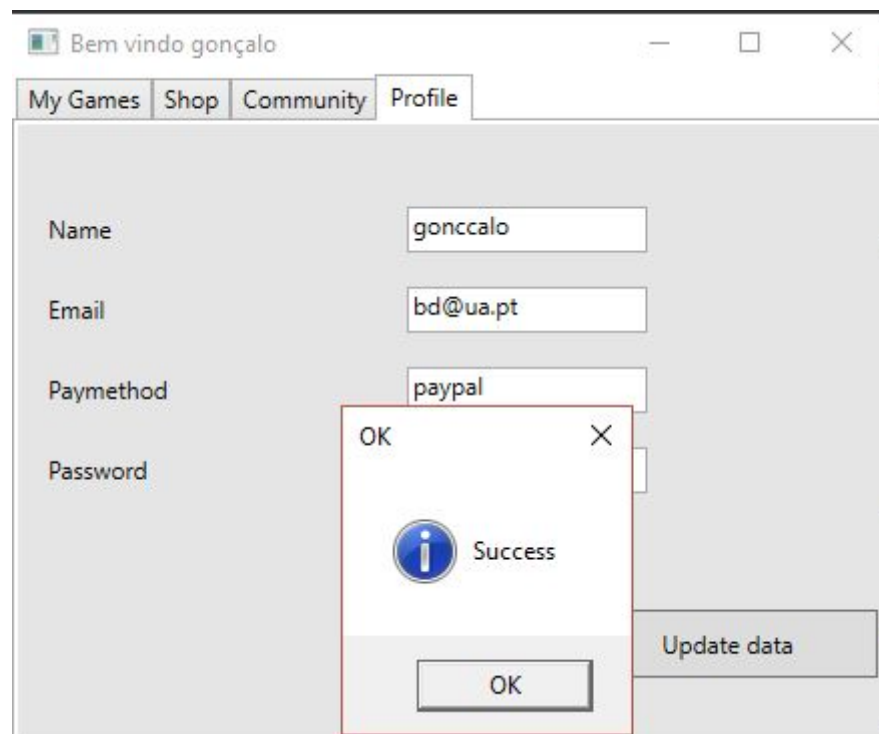 Bem vindo gonçalo
My Games Shop Community Profile
Name gonccalo
Email bd@ua.pt
Paymethod paypal
OK
Password
Success
Update data
OK